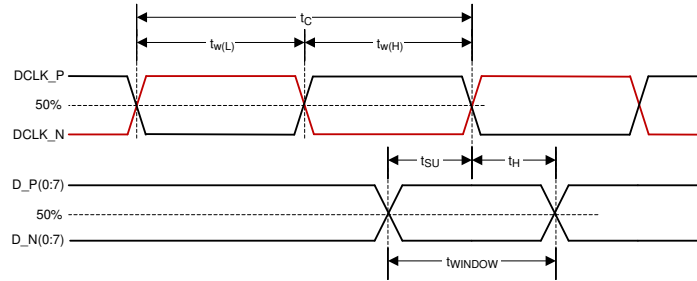 tC
tw(L)
tw(H)
DCLK_P
50%
DCLK_N
tSU
tH
D_P(0:7)
50%
D_N(0:7)
tWINDOW